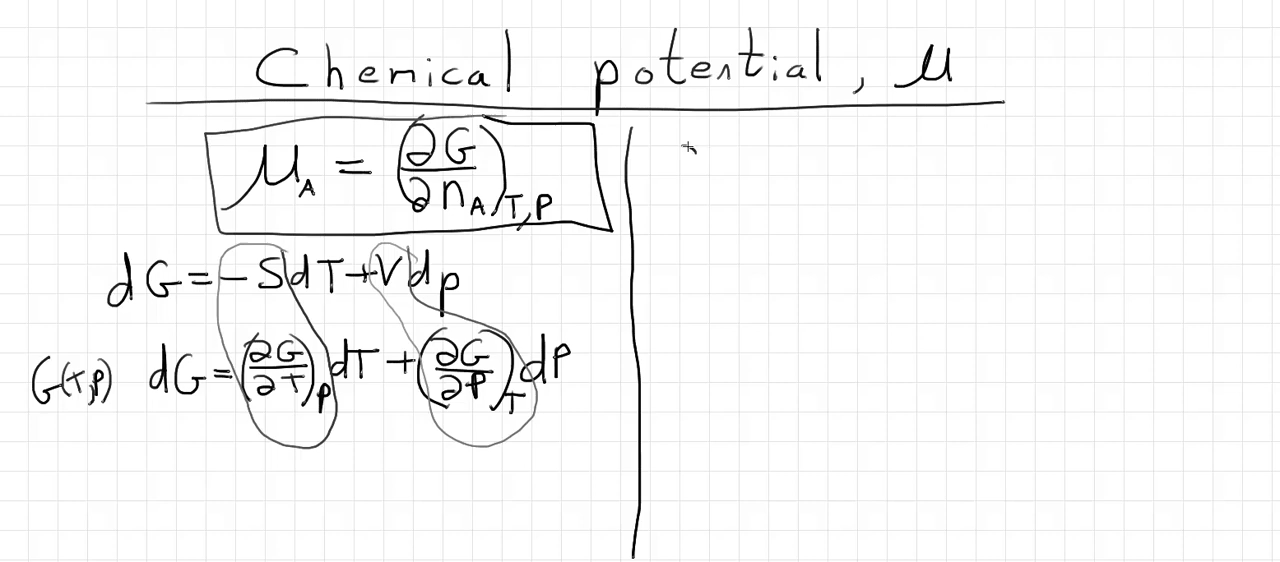 Chemical potential, μ
μ_A = (∂G/∂n_A)_T,P
dG = -SdT + Vdp
G(T,P) dG = (∂G/∂T)_P dT + (∂G/∂P)_T dP